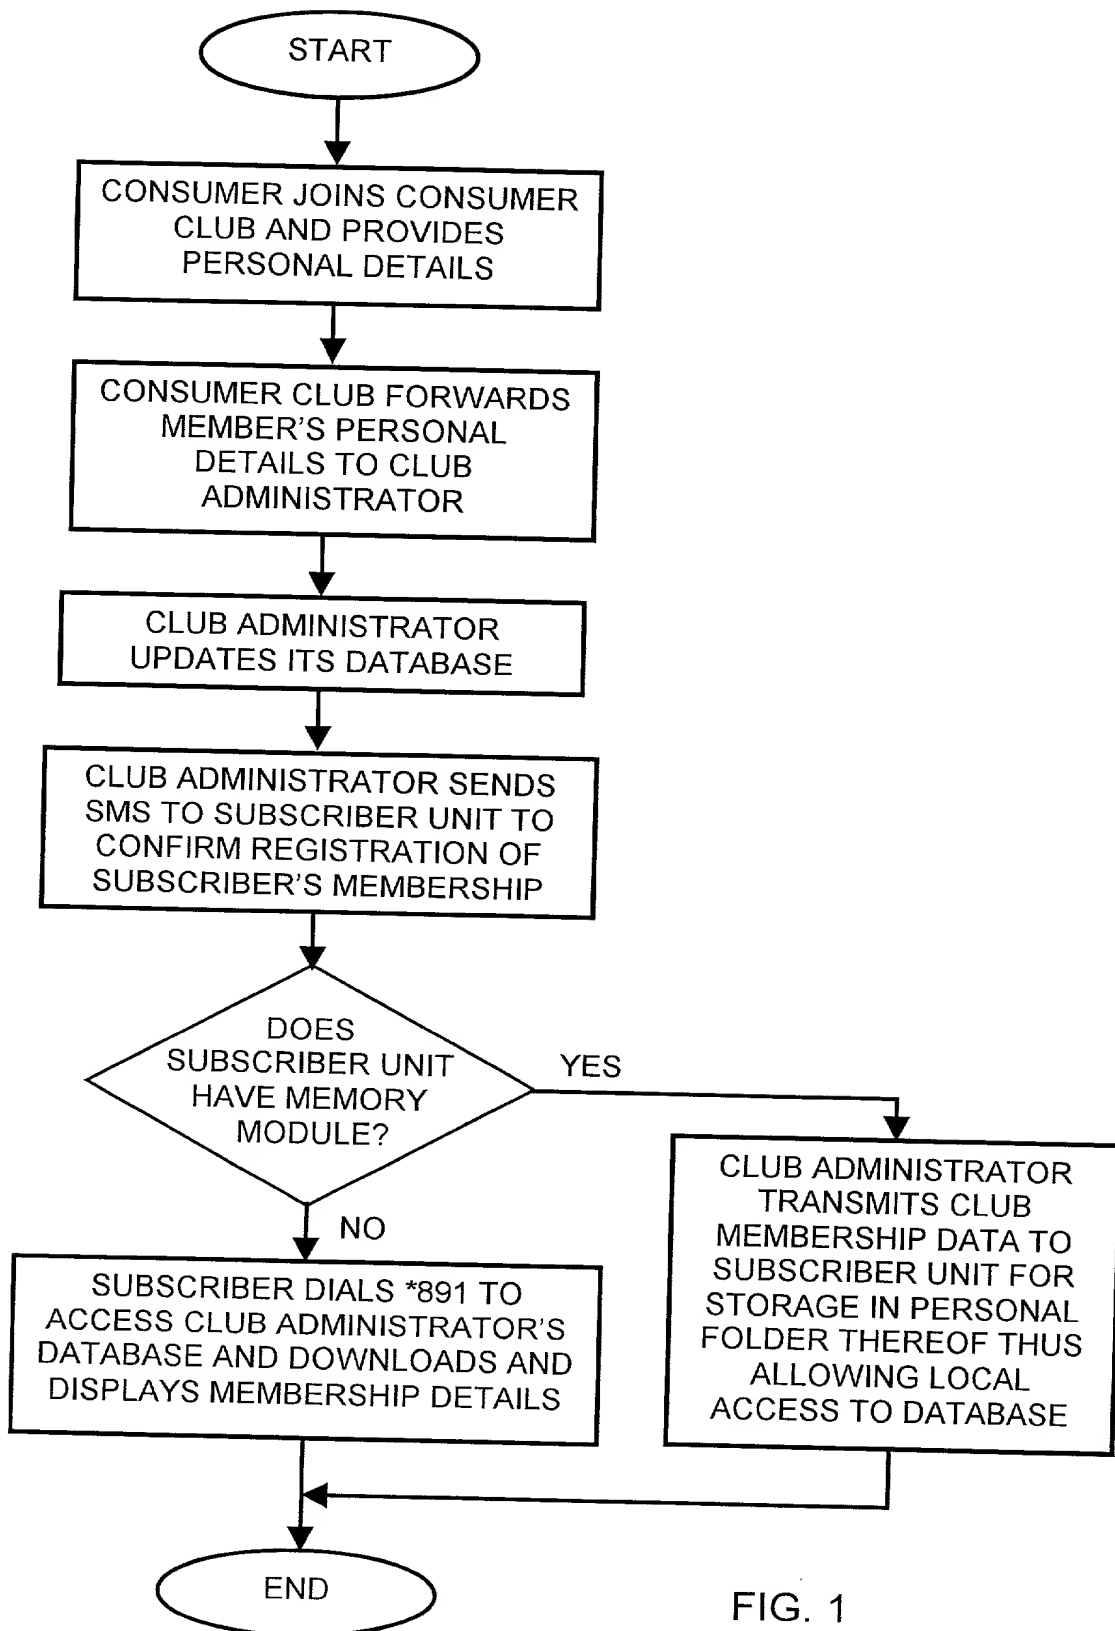 START
CONSUMER JOINS CONSUMER
CLUB AND PROVIDES
PERSONAL DETAILS
CONSUMER CLUB FORWARDS
MEMBER'S PERSONAL
DETAILS TO CLUB
ADMINISTRATOR
CLUB ADMINISTRATOR
UPDATES ITS DATABASE
CLUB ADMINISTRATOR SENDS
SMS TO SUBSCRIBER UNIT TO
CONFIRM REGISTRATION OF
SUBSCRIBER'S MEMBERSHIP
DOES
SUBSCRIBER UNIT
HAVE MEMORY
MODULE?
YES
NO
CLUB ADMINISTRATOR
TRANSMITS CLUB
MEMBERSHIP DATA TO
SUBSCRIBER UNIT FOR
STORAGE IN PERSONAL
FOLDER THEREOF THUS
ALLOWING LOCAL
ACCESS TO DATABASE
SUBSCRIBER DIALS *891 TO
ACCESS CLUB ADMINISTRATOR'S
DATABASE AND DOWNLOADS AND
DISPLAYS MEMBERSHIP DETAILS
END
FIG. 1